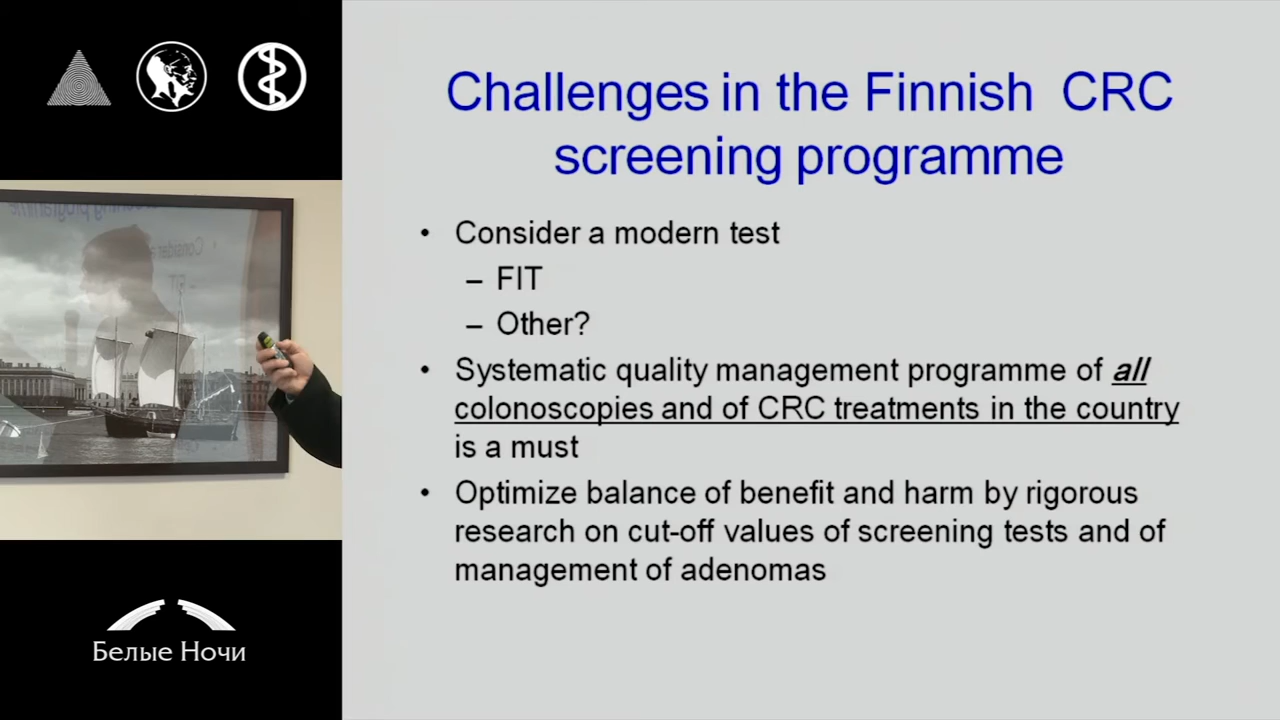 Challenges in the Finnish CRC
screening programme
• Consider a modern test
– FIT
– Other?
• Systematic quality management programme of all
colonoscopies and of CRC treatments in the country
is a must
• Optimize balance of benefit and harm by rigorous
research on cut-off values of screening tests and of
management of adenomas
Белые Ночи